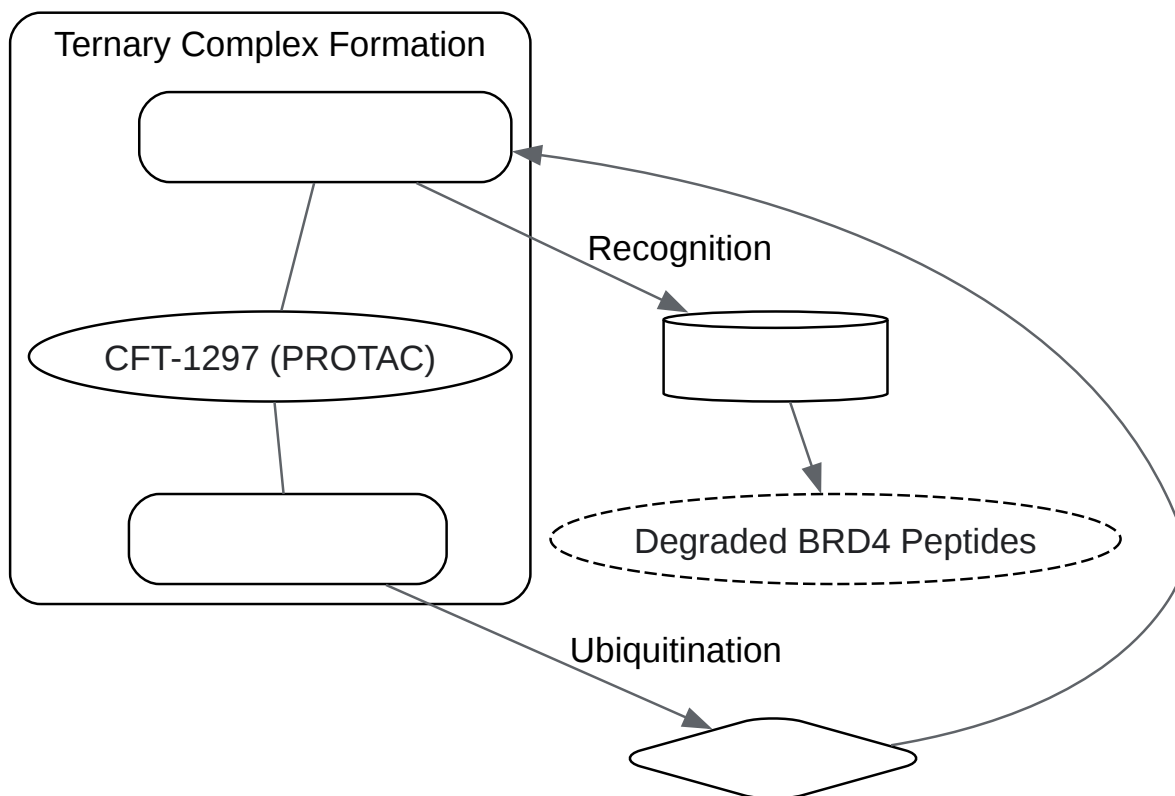 Ternary Complex Formation
Recognition
CFT-1297 (PROTAC)
Degraded BRD4 Peptides
Ubiquitination